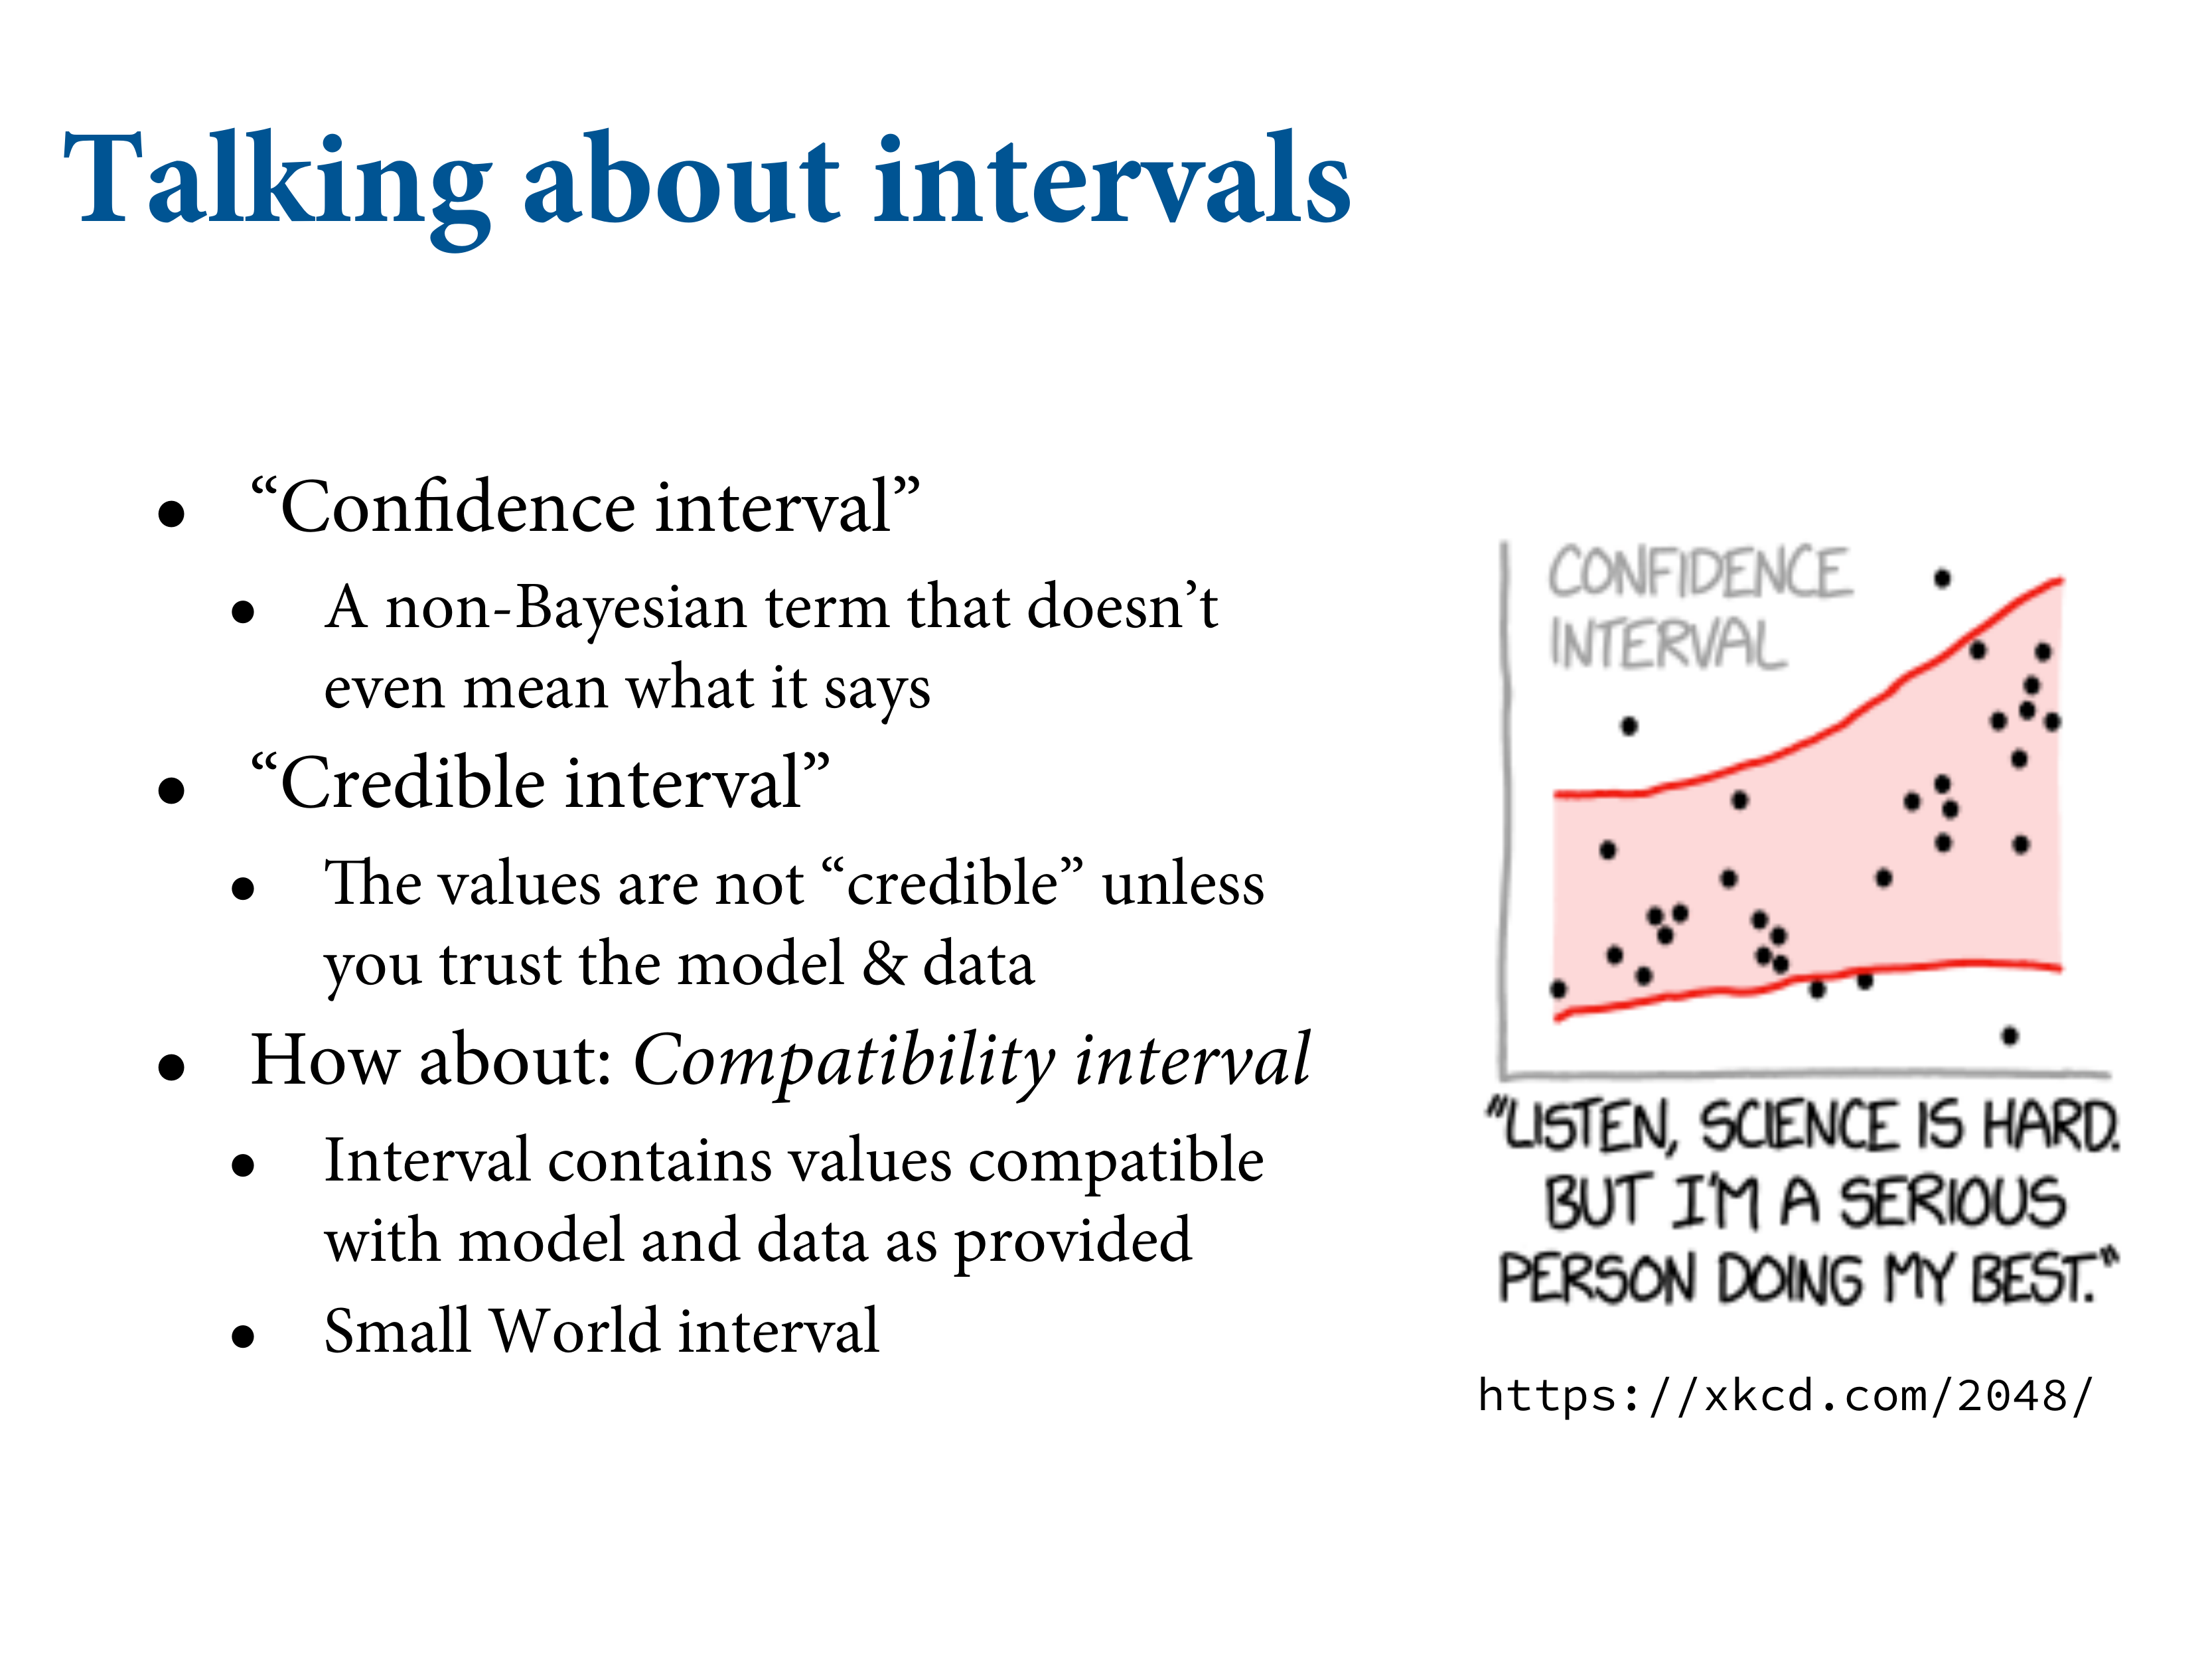 Talking about intervals
• “Confidence interval”
• A non-Bayesian term that doesn’t
even mean what it says
• “Credible interval”
• The values are not “credible” unless
you trust the model & data
• How about: Compatibility interval
• Interval contains values compatible
with model and data as provided
• Small World interval
CONFIDENCE
INTERVAL
"LISTEN, SCIENCE IS HARD.
BUT I'M A SERIOUS
PERSON DOING MY BEST."
https://xkcd.com/2048/